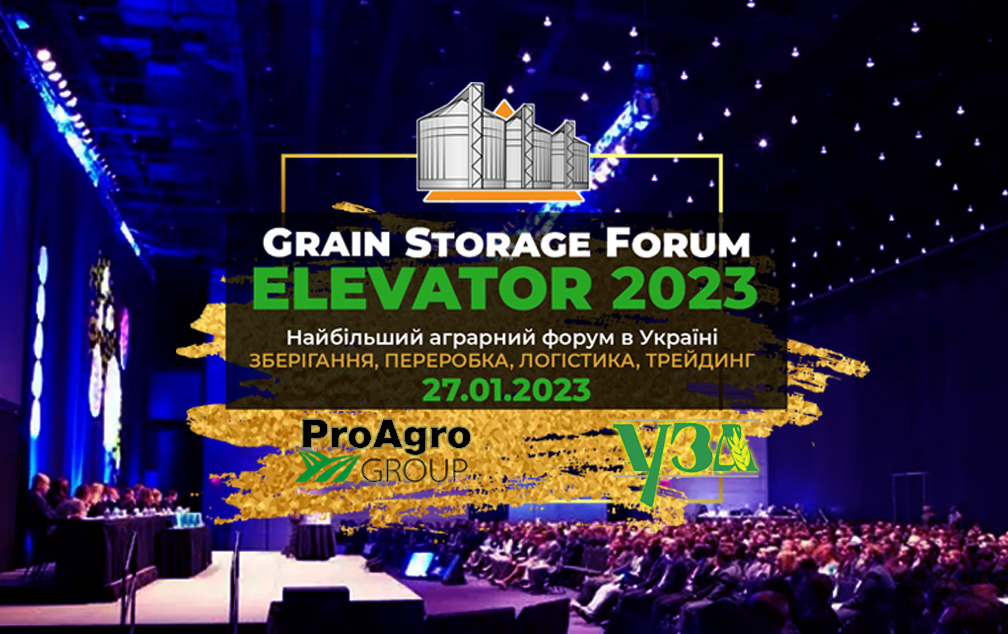 GRAIN STORAGE FORUM
ELEVATOR 2023
Найбільший аграрний форум в Україні
ЗБЕРІГАННЯ, ПЕРЕРОБКА, ЛОГІСТИКА, ТРЕЙДИНГ
27.01.2023
ProAgro
GROUP
УЗА